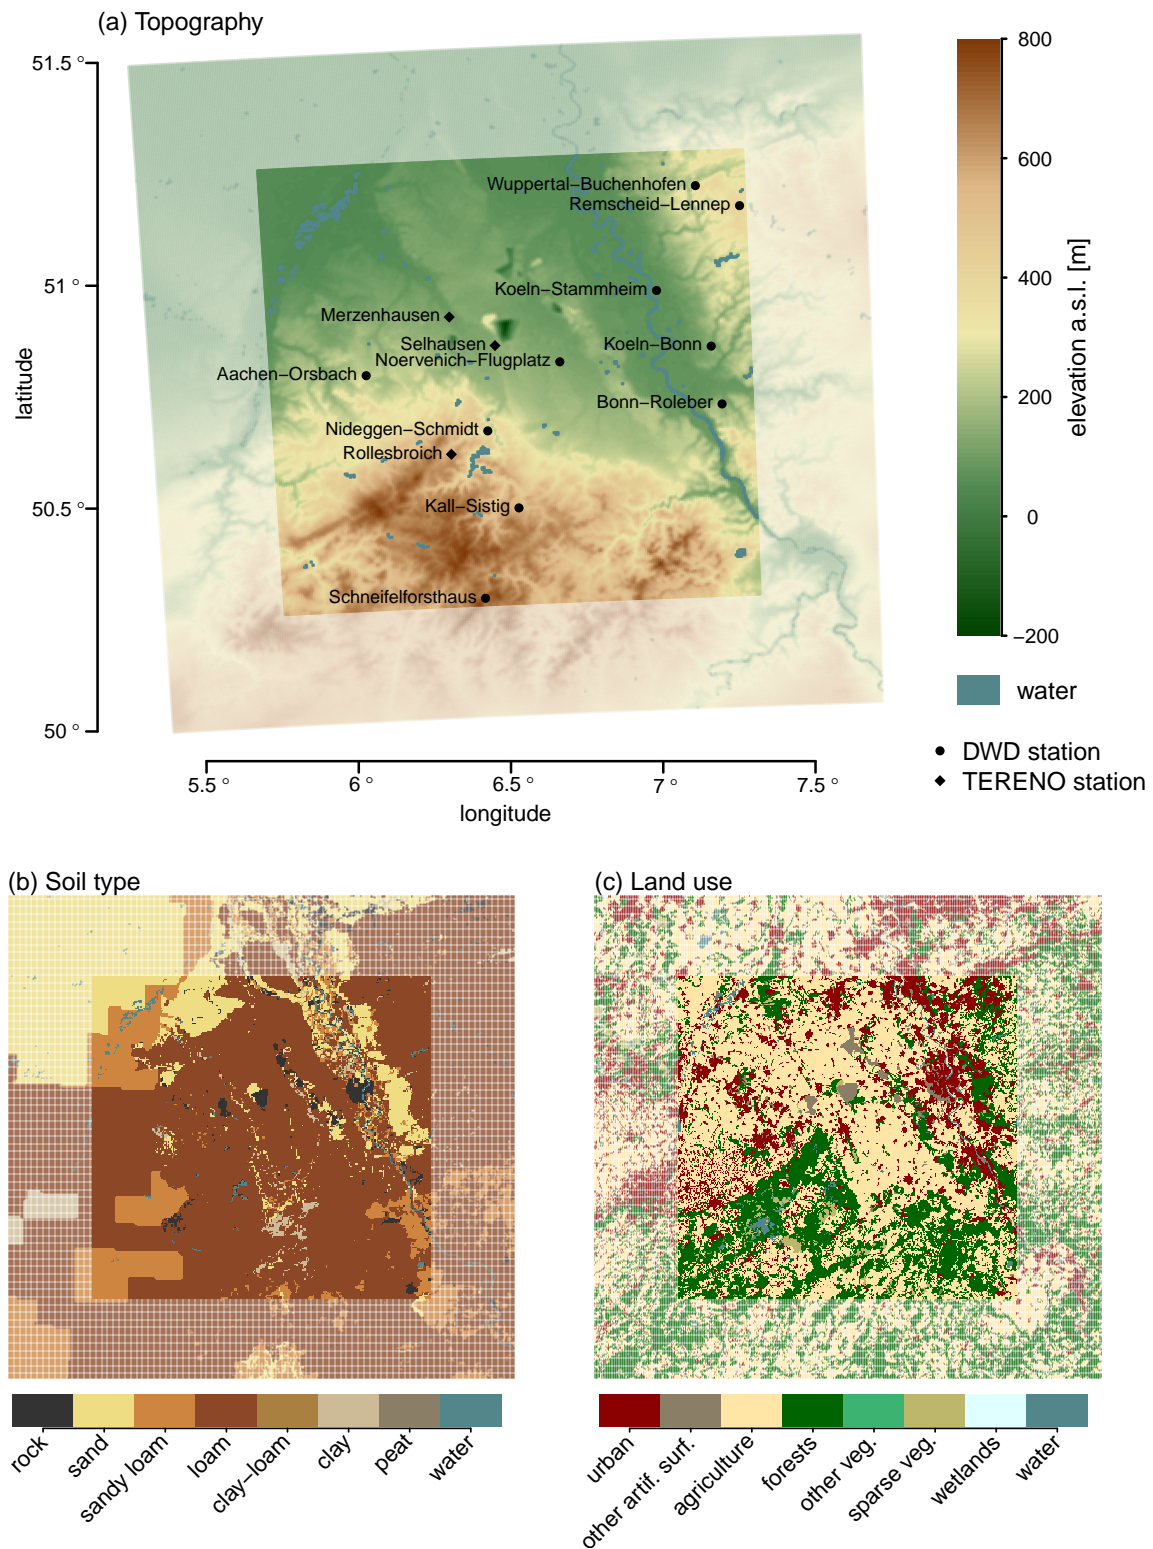 (a) Topography
51.5 °
51 °
50.5 °
50 °
latitude
5.5 °
6 °
6.5 °
7 °
7.5 °
longitude
Wuppertal−Buchenhofen
Remscheid−Lennep
Koeln−Stammheim
Merzenhausen
Selhausen
Koeln−Bonn
Noervenich−Flugplatz
Aachen−Orsbach
Bonn−Roleber
Nideggen−Schmidt
Rollesbroich
Kall−Sistig
Schneifelforsthaus
800
600
400
200
0
−200
elevation a.s.l. [m]
water
DWD station
TERENO station
(b) Soil type
rock
sand
sandy loam
loam
clay−loam
clay
peat
water
(c) Land use
urban
other artif. surf.
agriculture
forests
other veg.
sparse veg.
wetlands
water